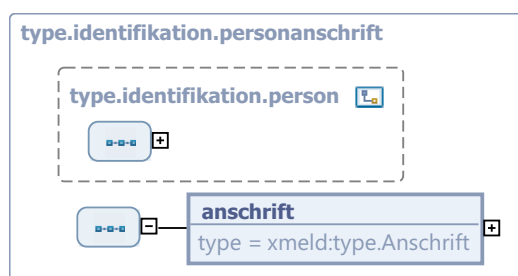 type.identifikation.personanschrift
type.identifikation.person
anschrift
type = xmeld:type.Anschrift